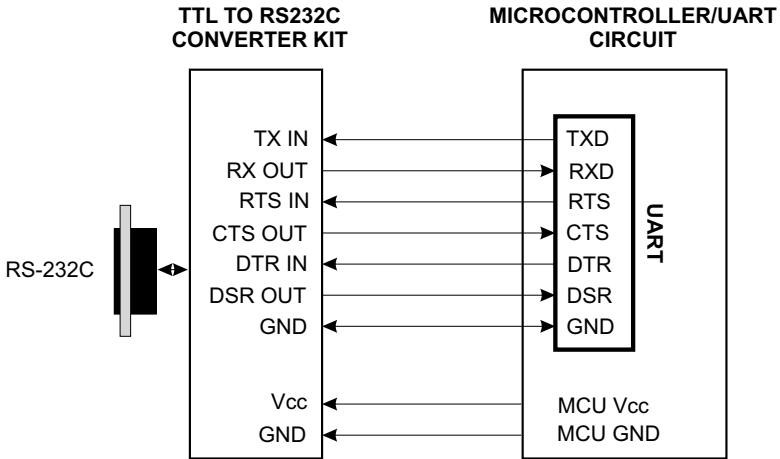 TTL TO RS232C
CONVERTER KIT
MICROCONTROLLER/UART
CIRCUIT
TX IN
TXD
RX OUT
RXD
RTS IN
RTS
CTS OUT
CTS
DTR IN
DTR
DSR OUT
DSR
GND
GND
UART
RS-232C
Vcc
MCU Vcc
GND
MCU GND